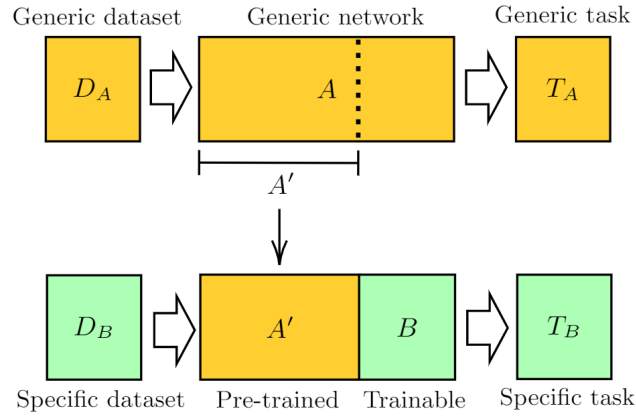 Generic dataset Generic network Generic task
D_A A T_A
A′
D_B A′ B T_B
Specific dataset Pre-trained Trainable Specific task